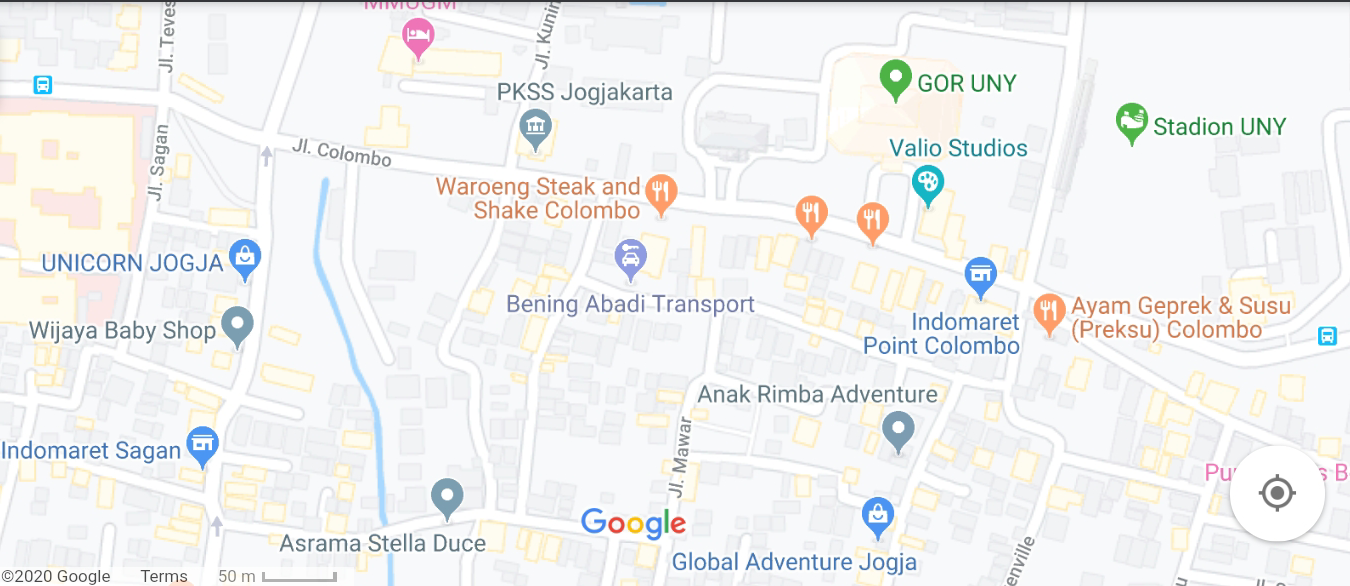 MMUGM
Jl. Teves
Jl. Kunin
PKSS Jogjakarta
GOR UNY
Stadion UNY
Valio Studios
Jl. Colombo
Jl. Sagan
Waroeng Steak and
Shake Colombo
UNICORN JOGJA
Bening Abadi Transport
Wijaya Baby Shop
Indomaret
Point Colombo
Ayam Geprek & Susu
(Preksu) Colombo
Anak Rimba Adventure
Indomaret Sagan
Jl. Mawar
Asrama Stella Duce
Google
Global Adventure Jogja
enville
©2020 Google
Terms
50 m